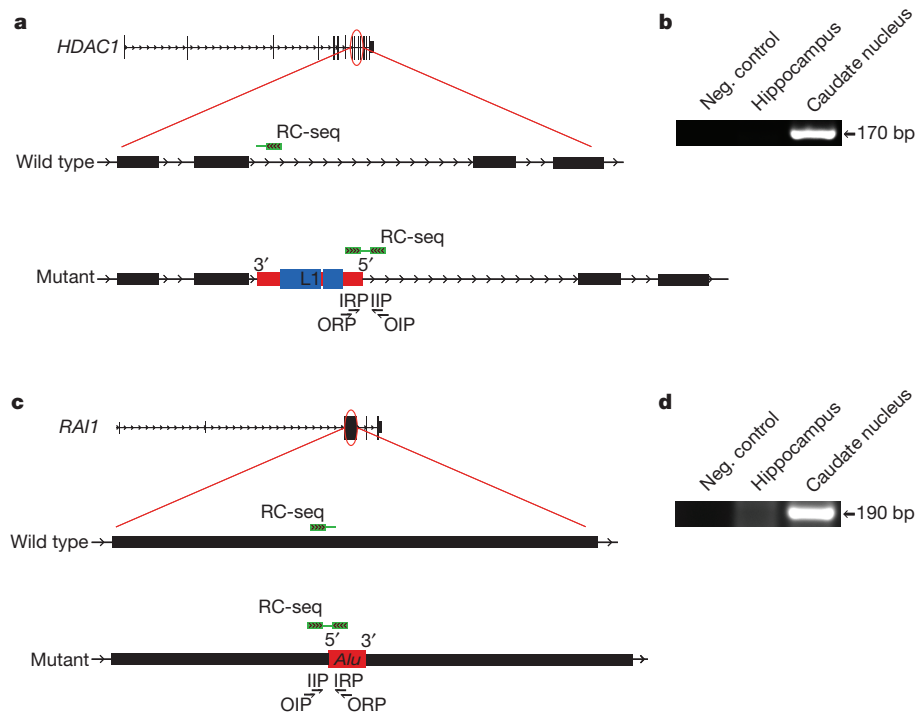 a
HDAC1
RC-seq
Wild type
RC-seq
3′
5′
Mutant
L1
IRP IIP
ORP
OIP
b
Neg. control
Hippocampus
Caudate nucleus
170 bp
c
RAI1
RC-seq
Wild type
RC-seq
5′
3′
Mutant
Alu
IIP IRP
OIP
ORP
d
Neg. control
Hippocampus
Caudate nucleus
190 bp